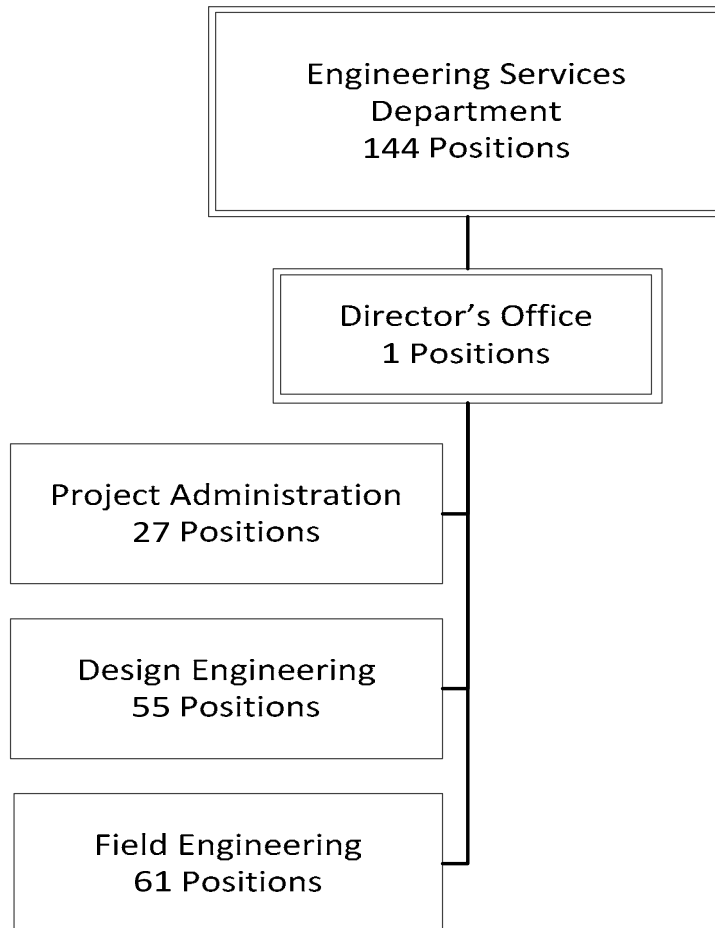 Engineering Services
Department
144 Positions
Director’s Office
1 Positions
Project Administration
27 Positions
Design Engineering
55 Positions
Field Engineering
61 Positions